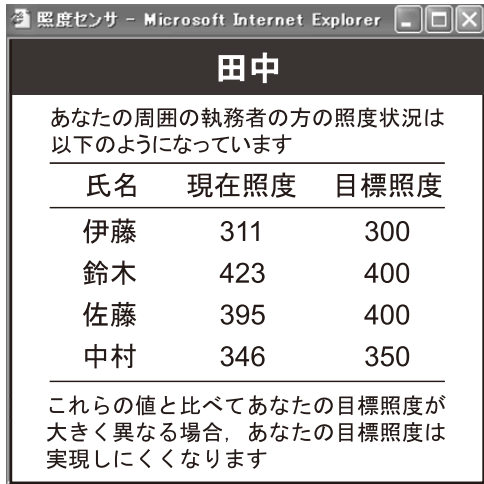 照度センサ - Microsoft Internet Explorer
田中
あなたの周囲の執務者の方の照度状況は
以下のようになっています
氏名 現在照度 目標照度
伊藤 311 300
鈴木 423 400
佐藤 395 400
中村 346 350
これらの値と比べてあなたの目標照度が
大きく異なる場合，あなたの目標照度は
実現しにくくなります